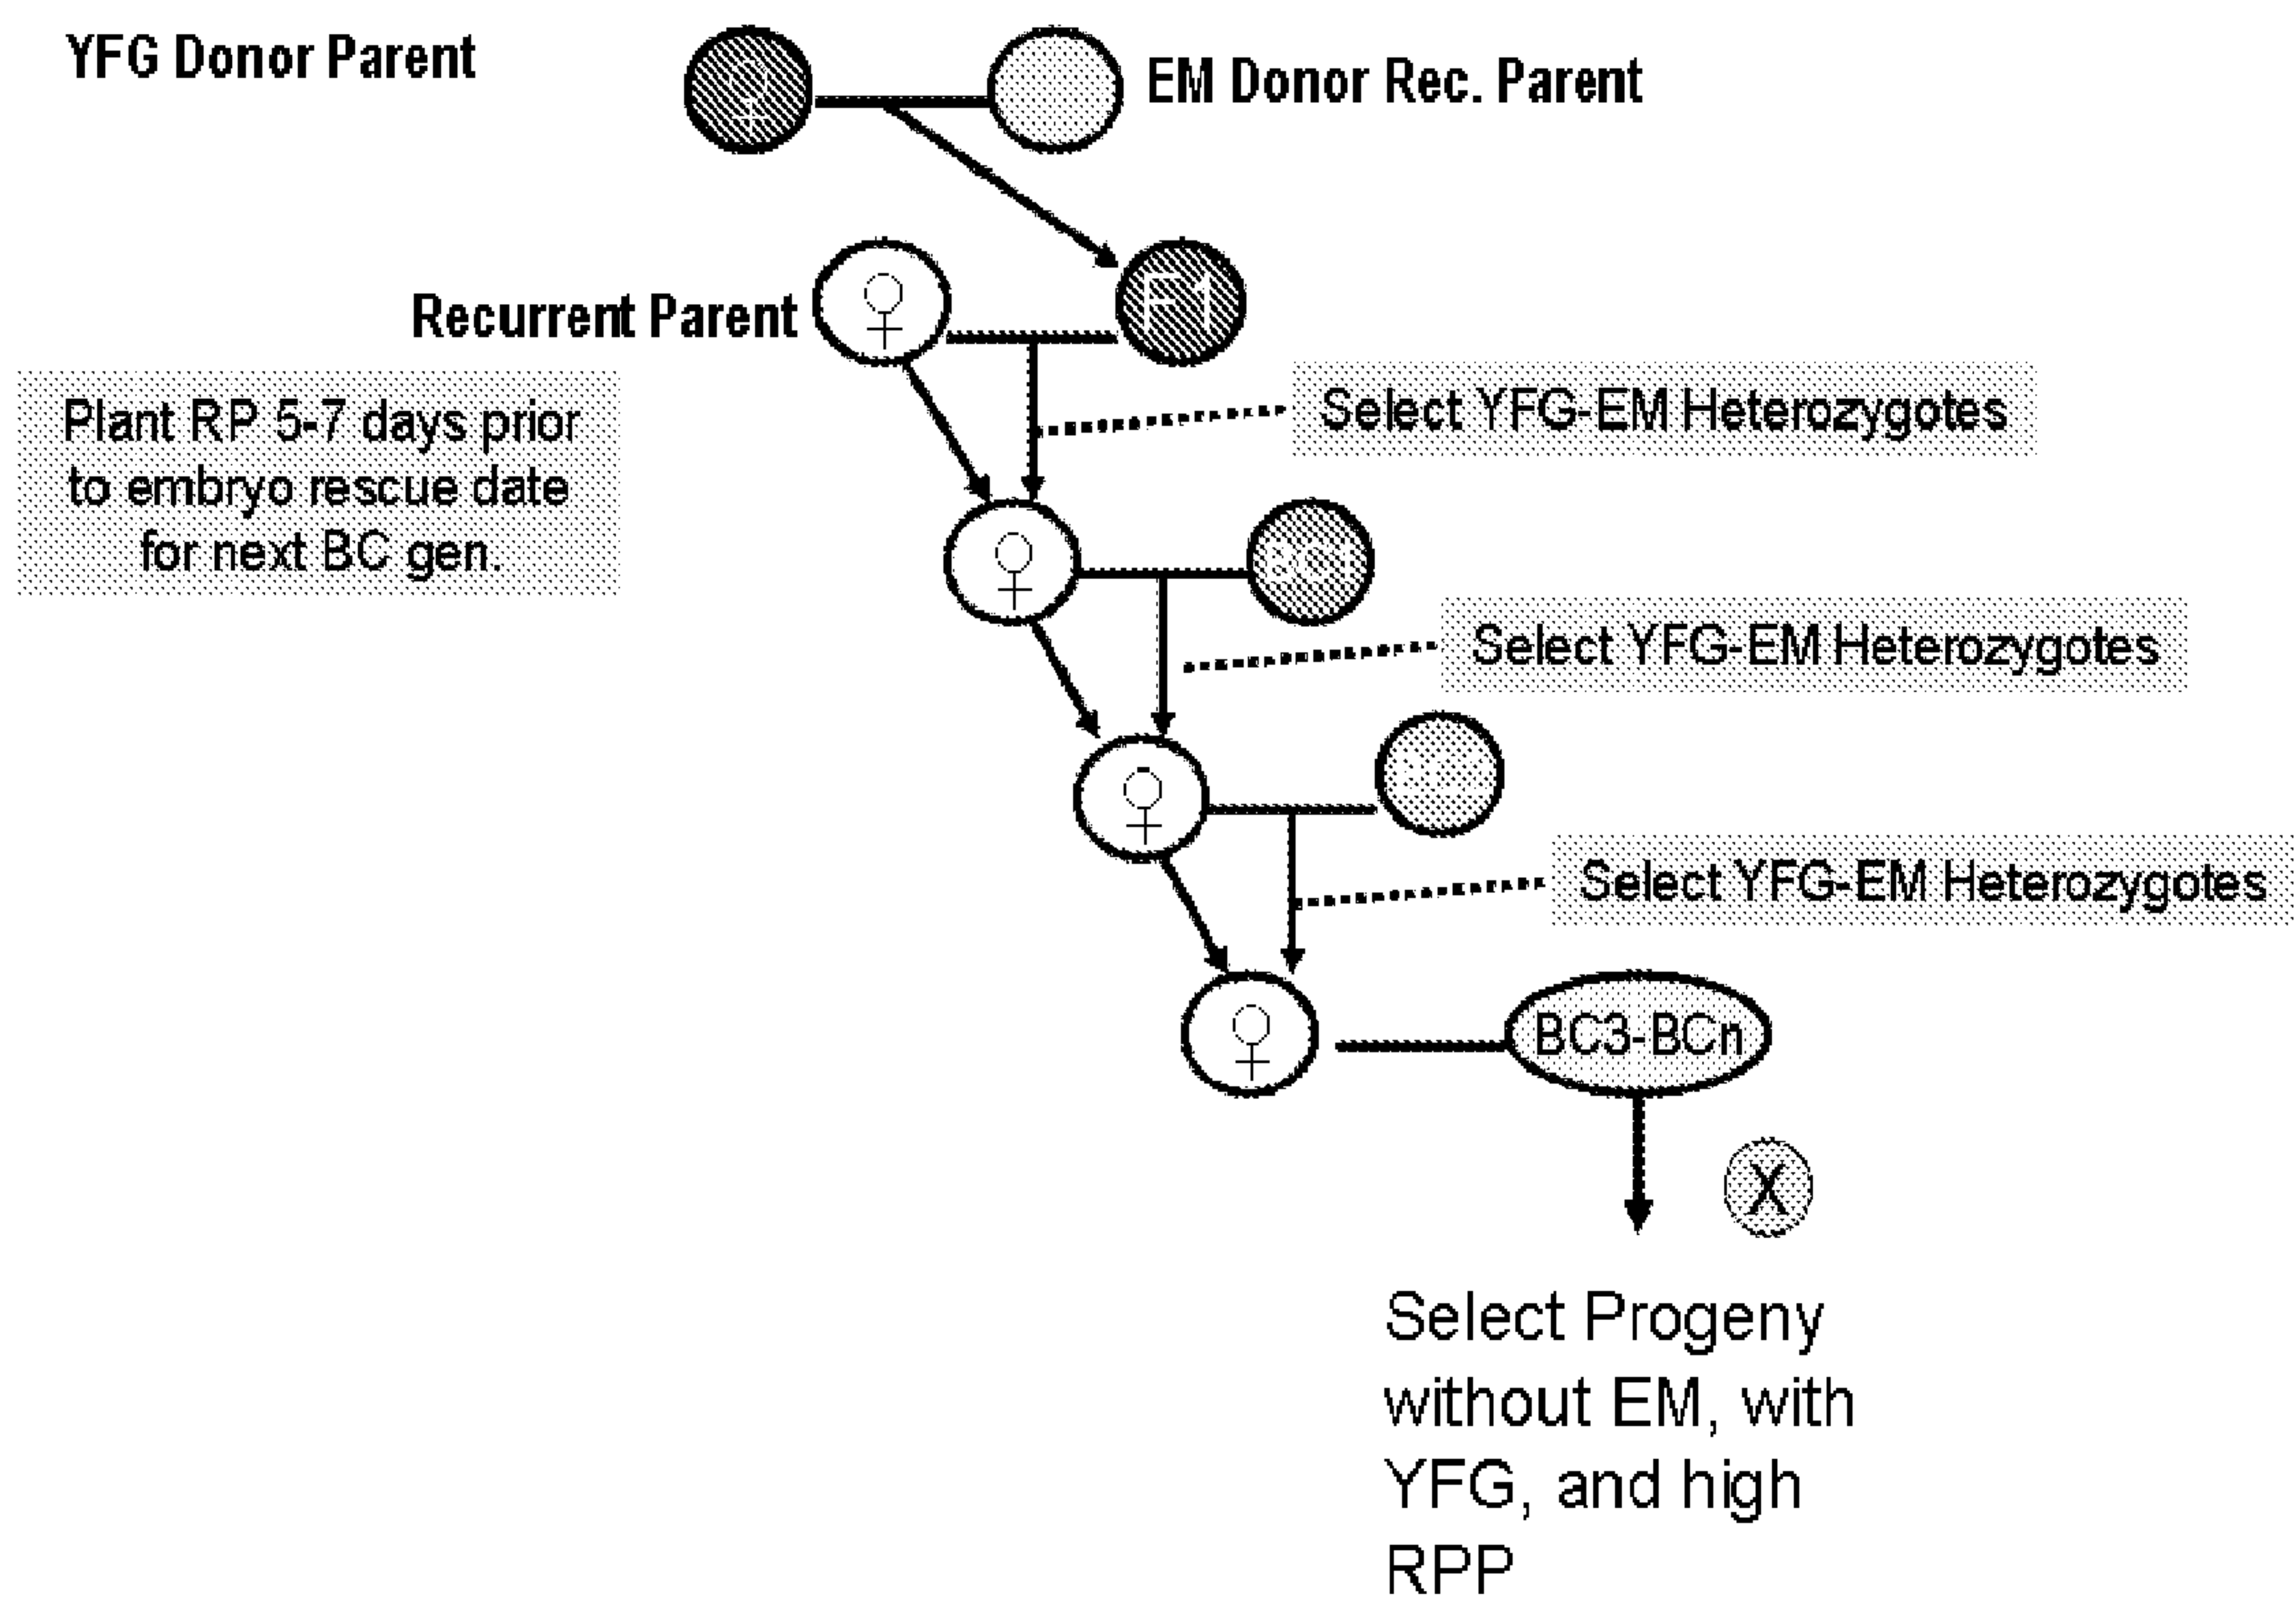 YFG Donor Parent
EM Donor Rec. Parent
F1
Recurrent Parent
Plant RP 5-7 days prior
to embryo rescue date
for next BC gen.
Select YFG-EM Heterozygotes
BC1
Select YFG-EM Heterozygotes
Select YFG-EM Heterozygotes
BC3-BCn
X
Select Progeny
without EM, with
YFG, and high
RPP